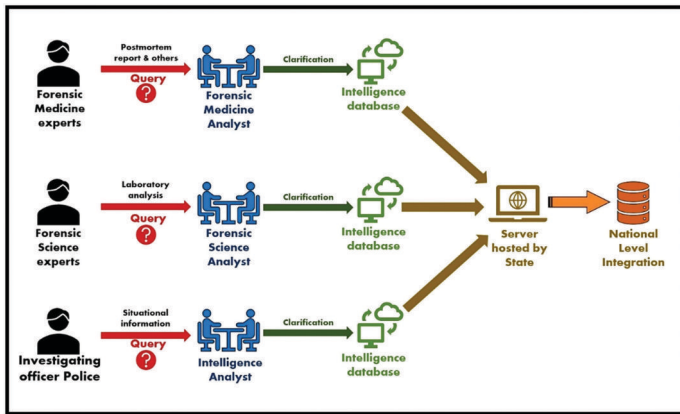 Postmortem
report & others
Query
?
Forensic
Medicine
experts
Clarification
Forensic
Medicine
Analyst
Intelligence
database
Laboratory
analysis
Query
?
Forensic
Science
experts
Clarification
Forensic
Science
Analyst
Intelligence
database
Server
hosted by
State
National
Level
Integration
Situational
information
Query
?
Investigating
officer Police
Clarification
Intelligence
Analyst
Intelligence
database